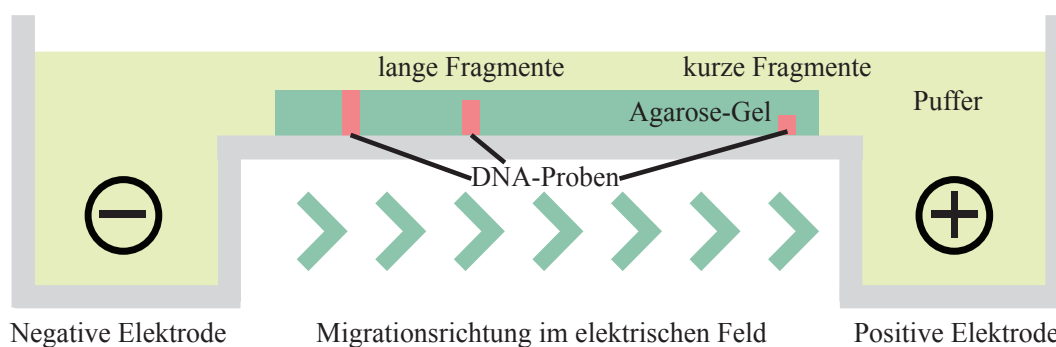 lange Fragmente
kurze Fragmente
Agarose-Gel
Puffer
DNA-Proben
Negative Elektrode
Migrationsrichtung im elektrischen Feld
Positive Elektrode